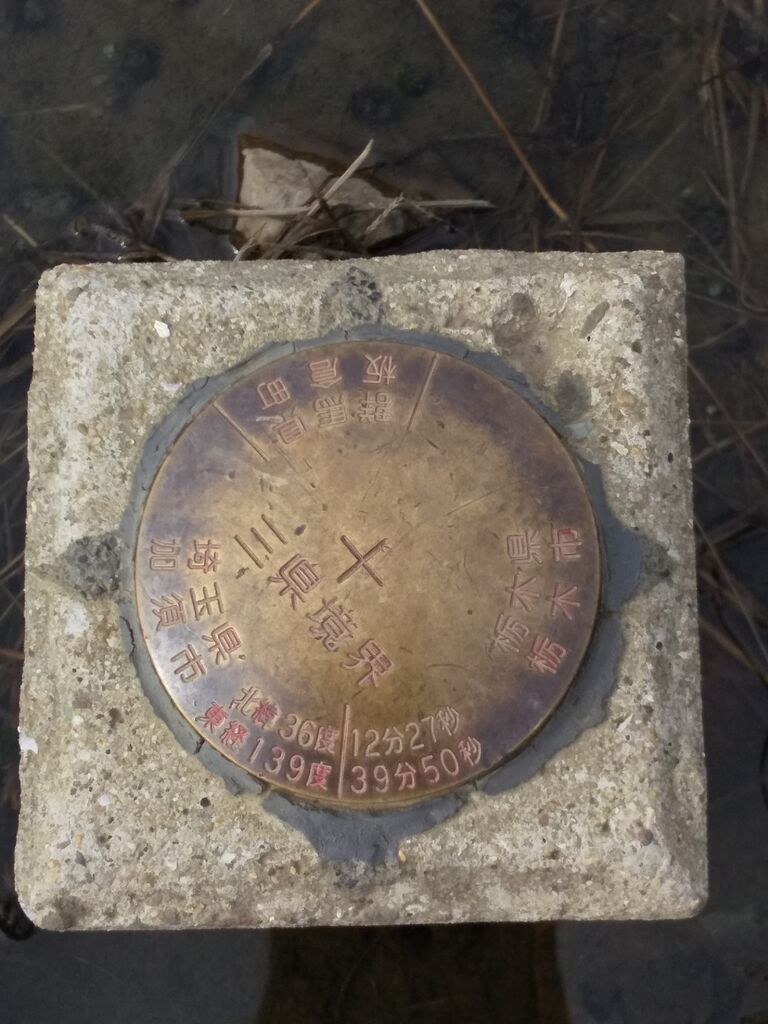 群馬県
板倉町
三県境界
栃木県
栃木市
埼玉県
加須市
北緯36度12分27秒
東経139度39分50秒